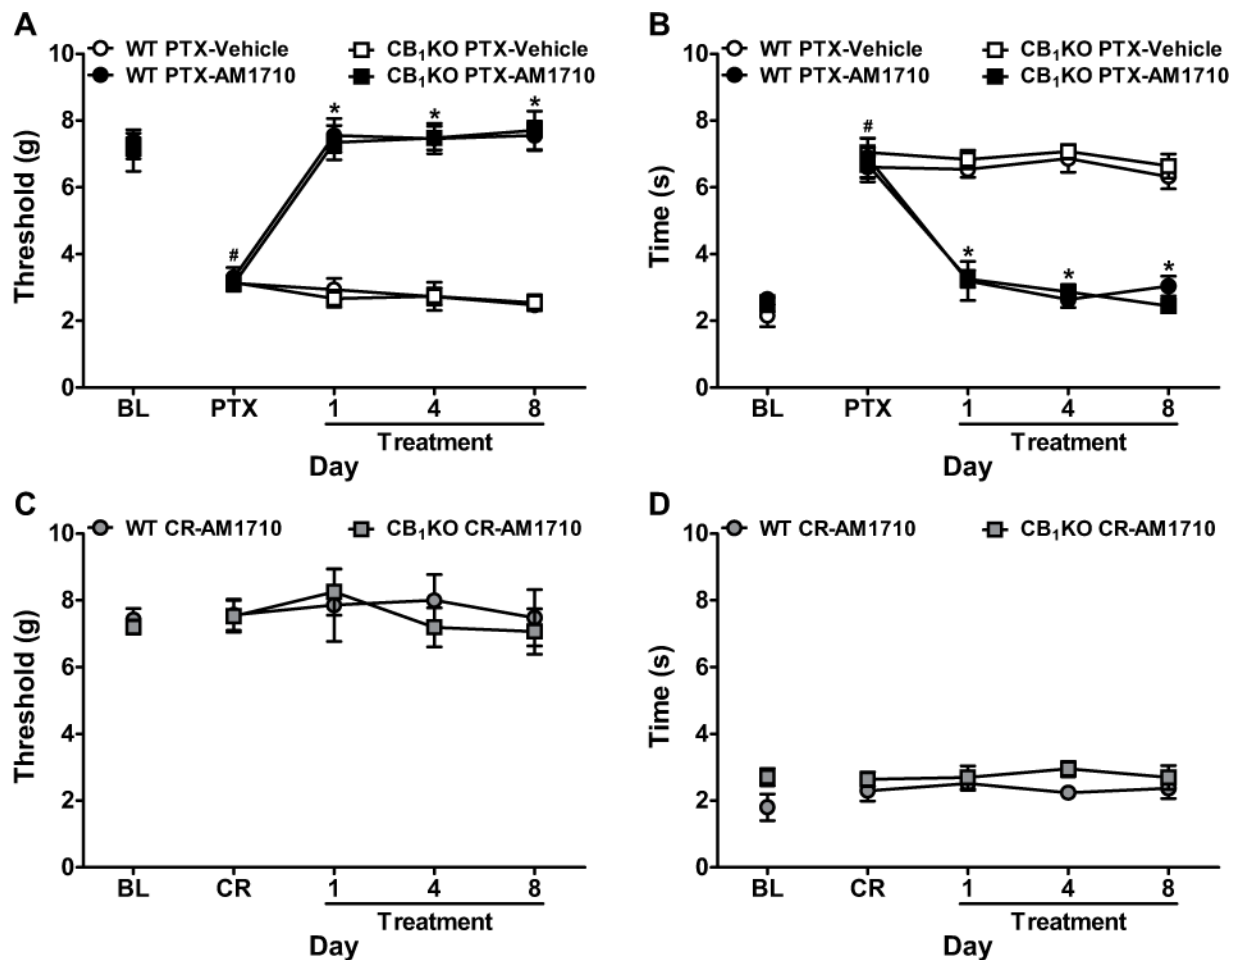 A
WT PTX-Vehicle
CB₁KO PTX-Vehicle
WT PTX-AM1710
CB₁KO PTX-AM1710
Threshold (g)
10
8
6
4
2
0
*
*
*
#
BL
PTX
1
4
8
Treatment
Day
B
WT PTX-Vehicle
CB₁KO PTX-Vehicle
WT PTX-AM1710
CB₁KO PTX-AM1710
Time (s)
10
8
6
4
2
0
#
*
*
*
BL
PTX
1
4
8
Treatment
Day
C
WT CR-AM1710
CB₁KO CR-AM1710
Threshold (g)
10
8
6
4
2
0
BL
CR
1
4
8
Treatment
Day
D
WT CR-AM1710
CB₁KO CR-AM1710
Time (s)
10
8
6
4
2
0
BL
CR
1
4
8
Treatment
Day